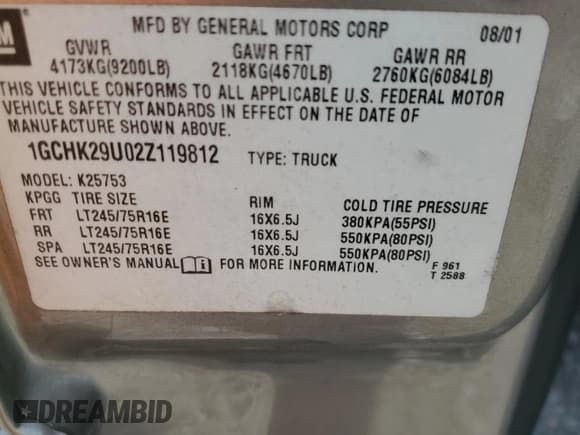 GM
MFD BY GENERAL MOTORS CORP 08/01
GVWR GAWR FRT GAWR RR
4173KG(9200LB) 2118KG(4670LB) 2760KG(6084LB)
THIS VEHICLE CONFORMS TO ALL APPLICABLE U.S. FEDERAL MOTOR
VEHICLE SAFETY STANDARDS IN EFFECT ON THE DATE OF
MANUFACTURE SHOWN ABOVE.
1GCHK29U02Z119812 TYPE: TRUCK
MODEL: K25753
KPGG TIRE SIZE RIM COLD TIRE PRESSURE
FRT LT245/75R16E 16X6.5J 380KPA(55PSI)
RR LT245/75R16E 16X6.5J 550KPA(80PSI)
SPA LT245/75R16E 16X6.5J 550KPA(80PSI)
SEE OWNER'S MANUAL FOR MORE INFORMATION.
F 961
T 2588
DREAMBID